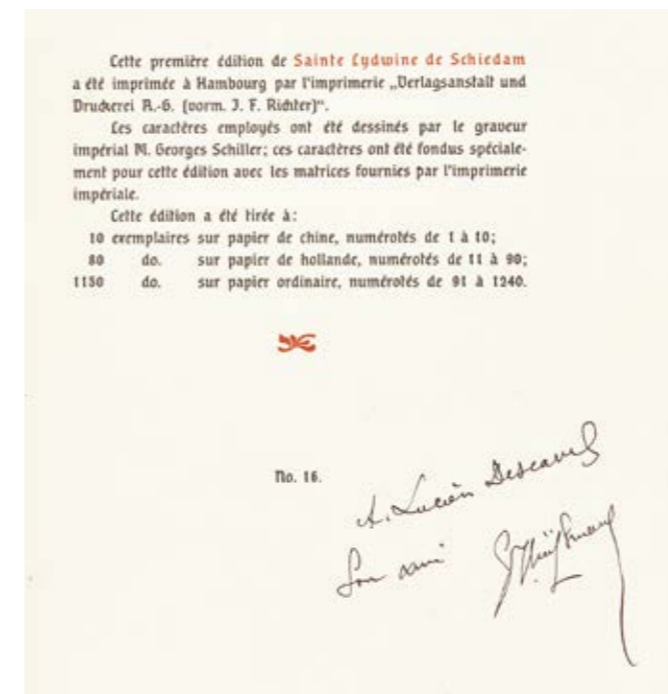 Cette première édition de Sainte Lydwine de Schiedam
a été imprimée à Hambourg par l'imprimerie „Verlagsanstalt und
Druckerei A.-G. (vorm. J. F. Richter)“.
Les caractères employés ont été dessinés par le graveur
impérial M. Georges Schiller; ces caractères ont été fondus spéciale-
ment pour cette édition avec les matrices fournies par l'imprimerie
impériale.
Cette édition a été tirée à:
10 exemplaires sur papier de chine, numérotés de 1 à 10;
80 do. sur papier de hollande, numérotés de 11 à 90;
1150 do. sur papier ordinaire, numérotés de 91 à 1240.
No. 16.
A. Lucien Descaves
Son ami
G Huÿsmans